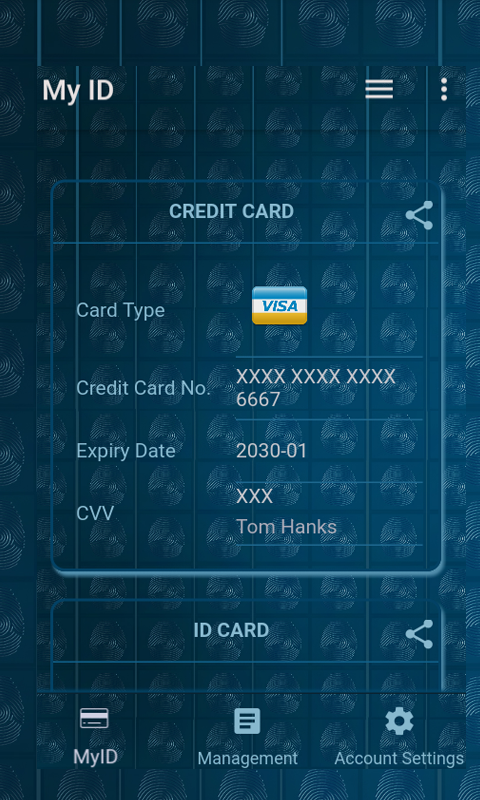 My ID
CREDIT CARD
Card Type
VISA
Credit Card No.
XXXX XXXX XXXX
6667
Expiry Date
2030-01
CVV
XXX
Tom Hanks
ID CARD
MyID
Management
Account Settings